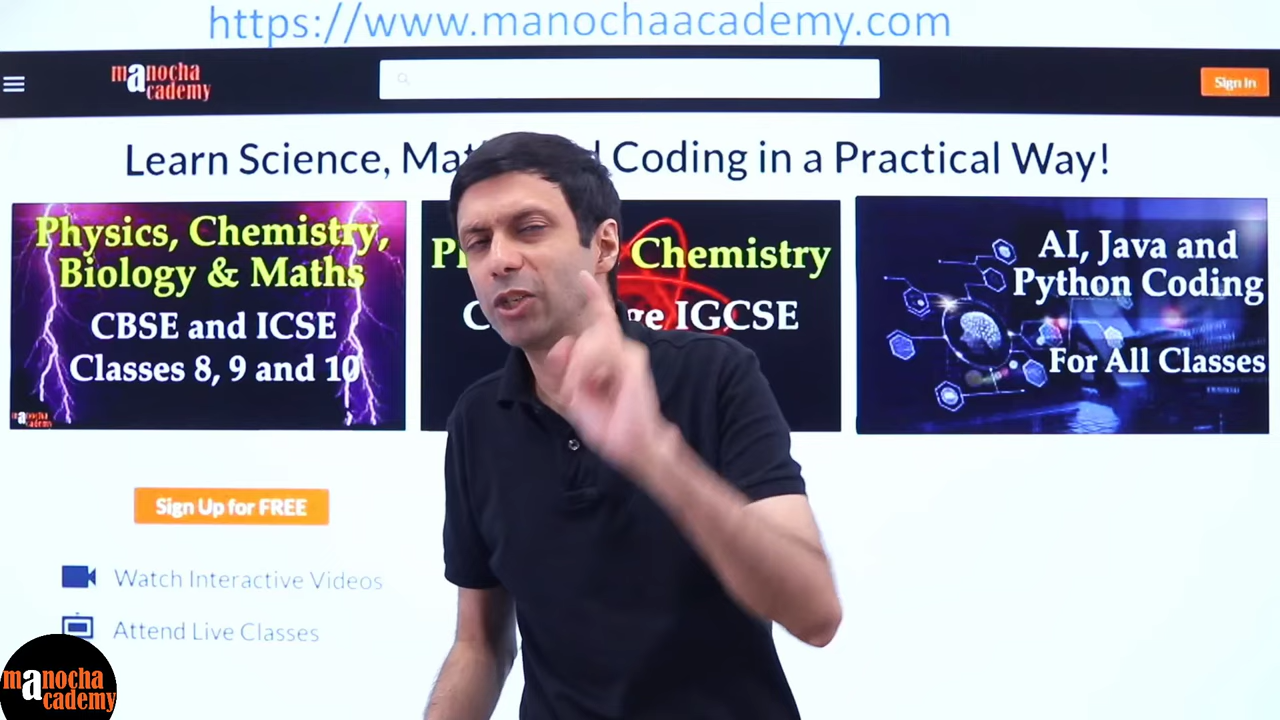 https://www.manochaacademy.com
manocha
academy
Sign In
Learn Science, Coding in a Practical Way!
Physics, Chemistry,
Biology & Maths
CBSE and ICSE
Classes 8, 9 and 10
manocha
academy
Chemistry
IGCSE
AI, Java and
Python Coding
For All Classes
Sign Up for FREE
Watch Interactive Videos
Attend Live Classes
manocha
academy